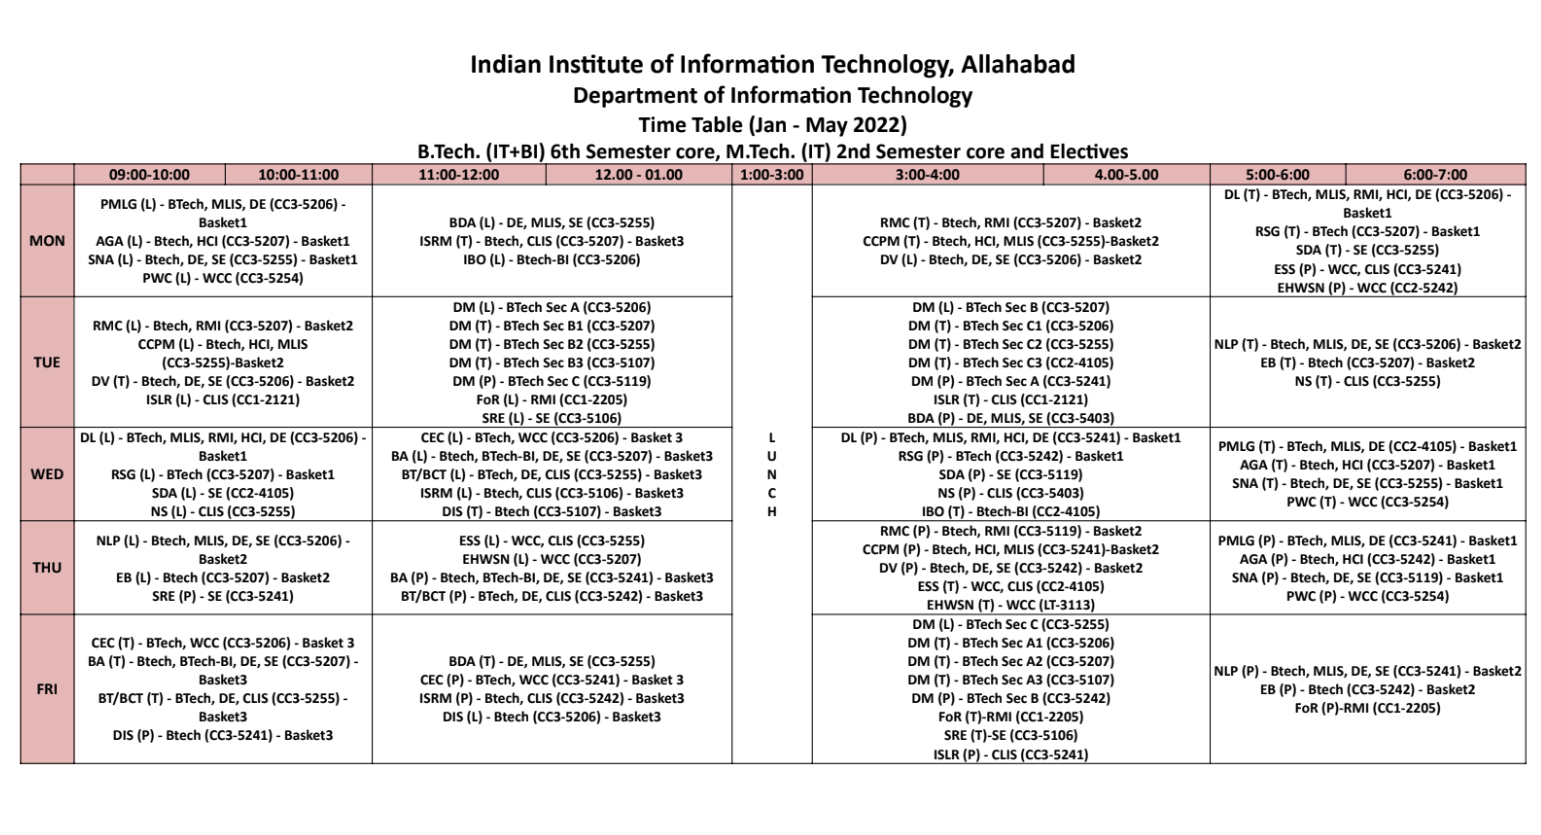 Indian Institute of Information Technology, Allahabad
Department of Information Technology
Time Table (Jan - May 2022)
B.Tech. (IT+BI) 6th Semester core, M.Tech. (IT) 2nd Semester core and Electives
09:00-10:00
10:00-11:00
11:00-12:00
12.00 - 01.00
1:00-3:00
3:00-4:00
4.00-5.00
5:00-6:00
6:00-7:00
MON
PMLG (L) - BTech, MLIS, DE (CC3-5206) -
Basket1
AGA (L) - Btech, HCI (CC3-5207) - Basket1
SNA (L) - Btech, DE, SE (CC3-5255) - Basket1
PWC (L) - WCC (CC3-5254)
BDA (L) - DE, MLIS, SE (CC3-5255)
ISRM (T) - Btech, CLIS (CC3-5207) - Basket3
IBO (L) - Btech-BI (CC3-5206)
RMC (T) - Btech, RMI (CC3-5207) - Basket2
CCPM (T) - Btech, HCI, MLIS (CC3-5255)-Basket2
DV (L) - Btech, DE, SE (CC3-5206) - Basket2
DL (T) - BTech, MLIS, RMI, HCI, DE (CC3-5206) -
Basket1
RSG (T) - BTech (CC3-5207) - Basket1
SDA (T) - SE (CC3-5255)
ESS (P) - WCC, CLIS (CC3-5241)
EHWSN (P) - WCC (CC2-5242)
TUE
RMC (L) - Btech, RMI (CC3-5207) - Basket2
CCPM (L) - Btech, HCI, MLIS
(CC3-5255)-Basket2
DV (T) - Btech, DE, SE (CC3-5206) - Basket2
ISLR (L) - CLIS (CC1-2121)
DM (L) - BTech Sec A (CC3-5206)
DM (T) - BTech Sec B1 (CC3-5207)
DM (T) - BTech Sec B2 (CC3-5255)
DM (T) - BTech Sec B3 (CC3-5107)
DM (P) - BTech Sec C (CC3-5119)
FoR (L) - RMI (CC1-2205)
SRE (L) - SE (CC3-5106)
DM (L) - BTech Sec B (CC3-5207)
DM (T) - BTech Sec C1 (CC3-5206)
DM (T) - BTech Sec C2 (CC3-5255)
DM (T) - BTech Sec C3 (CC2-4105)
DM (P) - BTech Sec A (CC3-5241)
ISLR (T) - CLIS (CC1-2121)
BDA (P) - DE, MLIS, SE (CC3-5403)
NLP (T) - Btech, MLIS, DE, SE (CC3-5206) - Basket2
EB (T) - Btech (CC3-5207) - Basket2
NS (T) - CLIS (CC3-5255)
WED
DL (L) - BTech, MLIS, RMI, HCI, DE (CC3-5206) -
Basket1
RSG (L) - BTech (CC3-5207) - Basket1
SDA (L) - SE (CC2-4105)
NS (L) - CLIS (CC3-5255)
CEC (L) - BTech, WCC (CC3-5206) - Basket 3
BA (L) - Btech, BTech-BI, DE, SE (CC3-5207) - Basket3
BT/BCT (L) - BTech, DE, CLIS (CC3-5255) - Basket3
ISRM (L) - Btech, CLIS (CC3-5106) - Basket3
DIS (T) - Btech (CC3-5107) - Basket3
L
U
N
C
H
DL (P) - BTech, MLIS, RMI, HCI, DE (CC3-5241) - Basket1
RSG (P) - BTech (CC3-5242) - Basket1
SDA (P) - SE (CC3-5119)
NS (P) - CLIS (CC3-5403)
IBO (T) - Btech-BI (CC2-4105)
PMLG (T) - BTech, MLIS, DE (CC2-4105) - Basket1
AGA (T) - Btech, HCI (CC3-5207) - Basket1
SNA (T) - Btech, DE, SE (CC3-5255) - Basket1
PWC (T) - WCC (CC3-5254)
THU
NLP (L) - Btech, MLIS, DE, SE (CC3-5206) -
Basket2
EB (L) - Btech (CC3-5207) - Basket2
SRE (P) - SE (CC3-5241)
ESS (L) - WCC, CLIS (CC3-5255)
EHWSN (L) - WCC (CC3-5207)
BA (P) - Btech, BTech-BI, DE, SE (CC3-5241) - Basket3
BT/BCT (P) - BTech, DE, CLIS (CC3-5242) - Basket3
RMC (P) - Btech, RMI (CC3-5119) - Basket2
CCPM (P) - Btech, HCI, MLIS (CC3-5241)-Basket2
DV (P) - Btech, DE, SE (CC3-5242) - Basket2
ESS (T) - WCC, CLIS (CC2-4105)
EHWSN (T) - WCC (LT-3113)
PMLG (P) - BTech, MLIS, DE (CC3-5241) - Basket1
AGA (P) - Btech, HCI (CC3-5242) - Basket1
SNA (P) - Btech, DE, SE (CC3-5119) - Basket1
PWC (P) - WCC (CC3-5254)
FRI
CEC (T) - BTech, WCC (CC3-5206) - Basket 3
BA (T) - Btech, BTech-BI, DE, SE (CC3-5207) -
Basket3
BT/BCT (T) - BTech, DE, CLIS (CC3-5255) -
Basket3
DIS (P) - Btech (CC3-5241) - Basket3
BDA (T) - DE, MLIS, SE (CC3-5255)
CEC (P) - BTech, WCC (CC3-5241) - Basket 3
ISRM (P) - Btech, CLIS (CC3-5242) - Basket3
DIS (L) - Btech (CC3-5206) - Basket3
DM (L) - BTech Sec C (CC3-5255)
DM (T) - BTech Sec A1 (CC3-5206)
DM (T) - BTech Sec A2 (CC3-5207)
DM (T) - BTech Sec A3 (CC3-5107)
DM (P) - BTech Sec B (CC3-5242)
FoR (T)-RMI (CC1-2205)
SRE (T)-SE (CC3-5106)
ISLR (P) - CLIS (CC3-5241)
NLP (P) - Btech, MLIS, DE, SE (CC3-5241) - Basket2
EB (P) - Btech (CC3-5242) - Basket2
FoR (P)-RMI (CC1-2205)